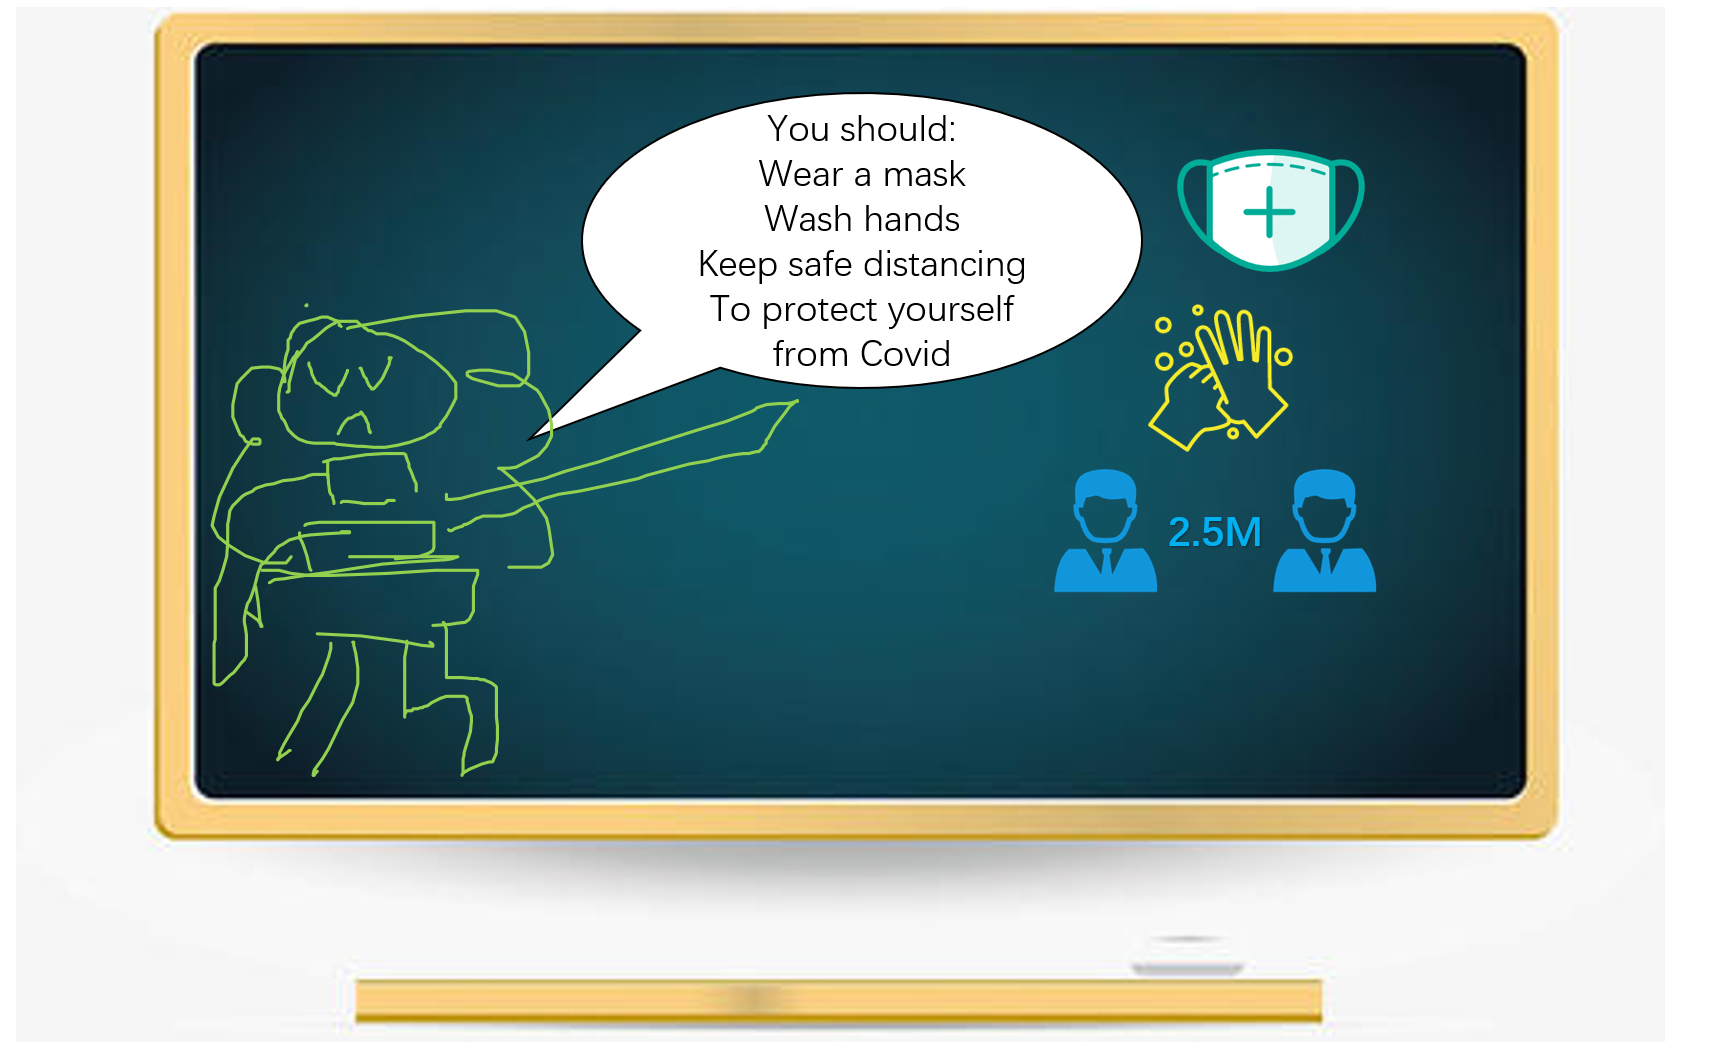 You should:
Wear a mask
Wash hands
Keep safe distancing
To protect yourself
from Covid
2.5M